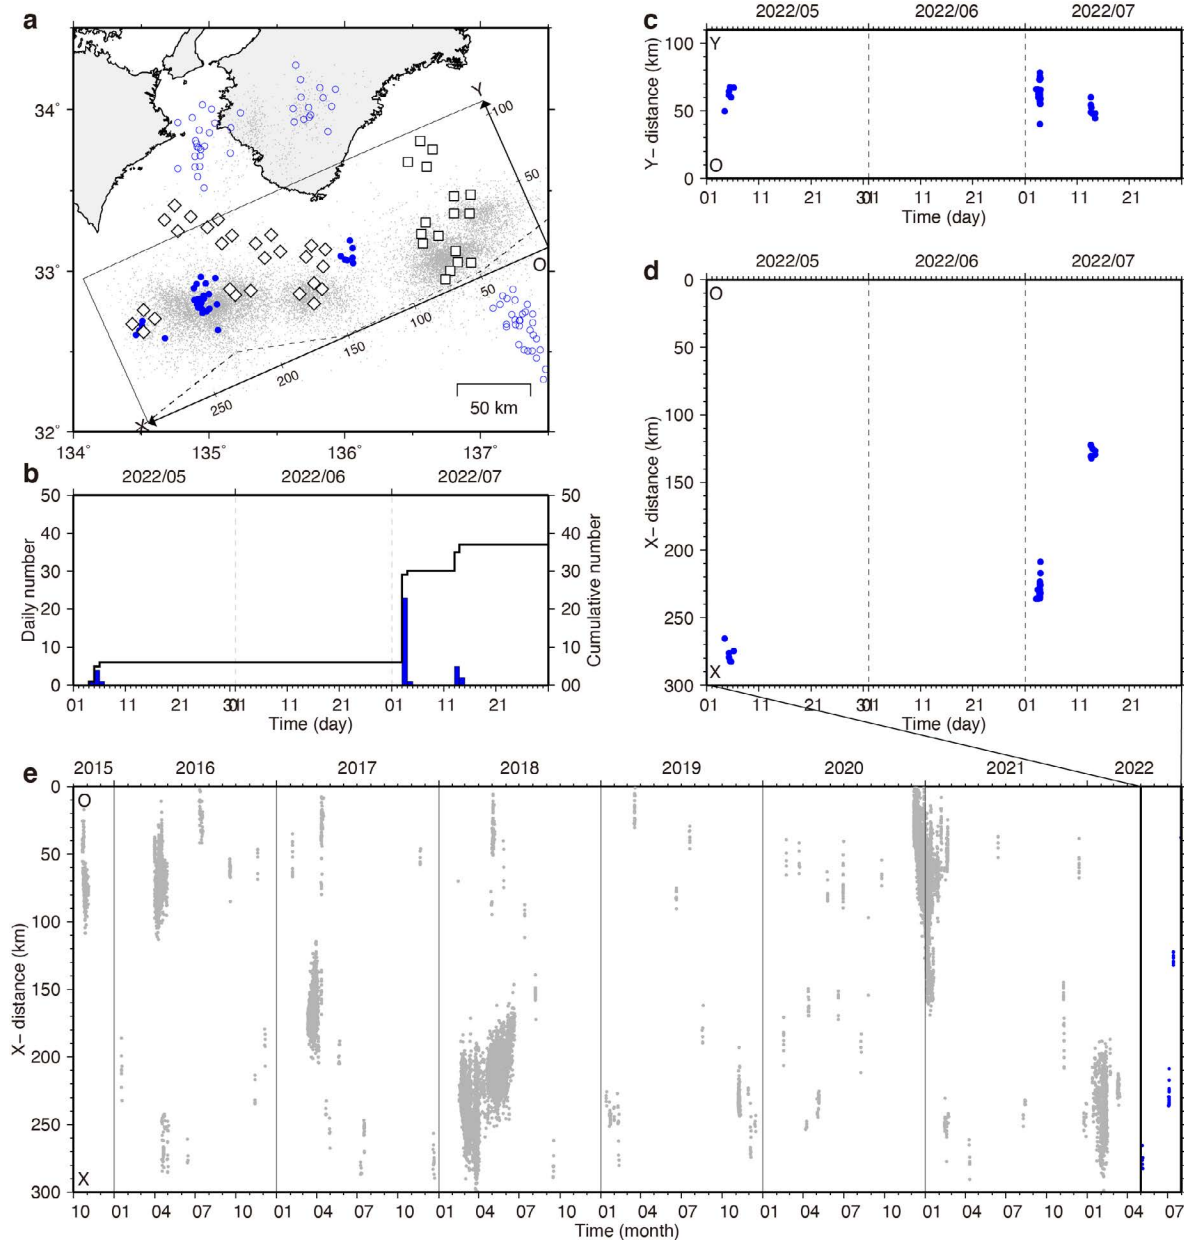 a
34˚
33˚
32˚
134˚ 135˚ 136˚ 137˚
Y
100
50
O
50
100
150
200
250
X
50 km
b
2022/05 2022/06 2022/07
Daily number
50
40
30
20
10
0
Cumulative number
50
40
30
20
10
00
01 11 21 31 01 11 21 01 11 21
Time (day)
c
2022/05 2022/06 2022/07
Y− distance (km)
100
50
0
Y
O
01 11 21 31 01 11 21 01 11 21
Time (day)
d
2022/05 2022/06 2022/07
X− distance (km)
0
50
100
150
200
250
300
O
X
01 11 21 31 01 11 21 01 11 21
Time (day)
e
2015 2016 2017 2018 2019 2020 2021 2022
X− distance (km)
0
50
100
150
200
250
300
O
X
10 01 04 07 10 01 04 07 10 01 04 07 10 01 04 07 10 01 04 07 10 01 04 07 10 01 04 07
Time (month)